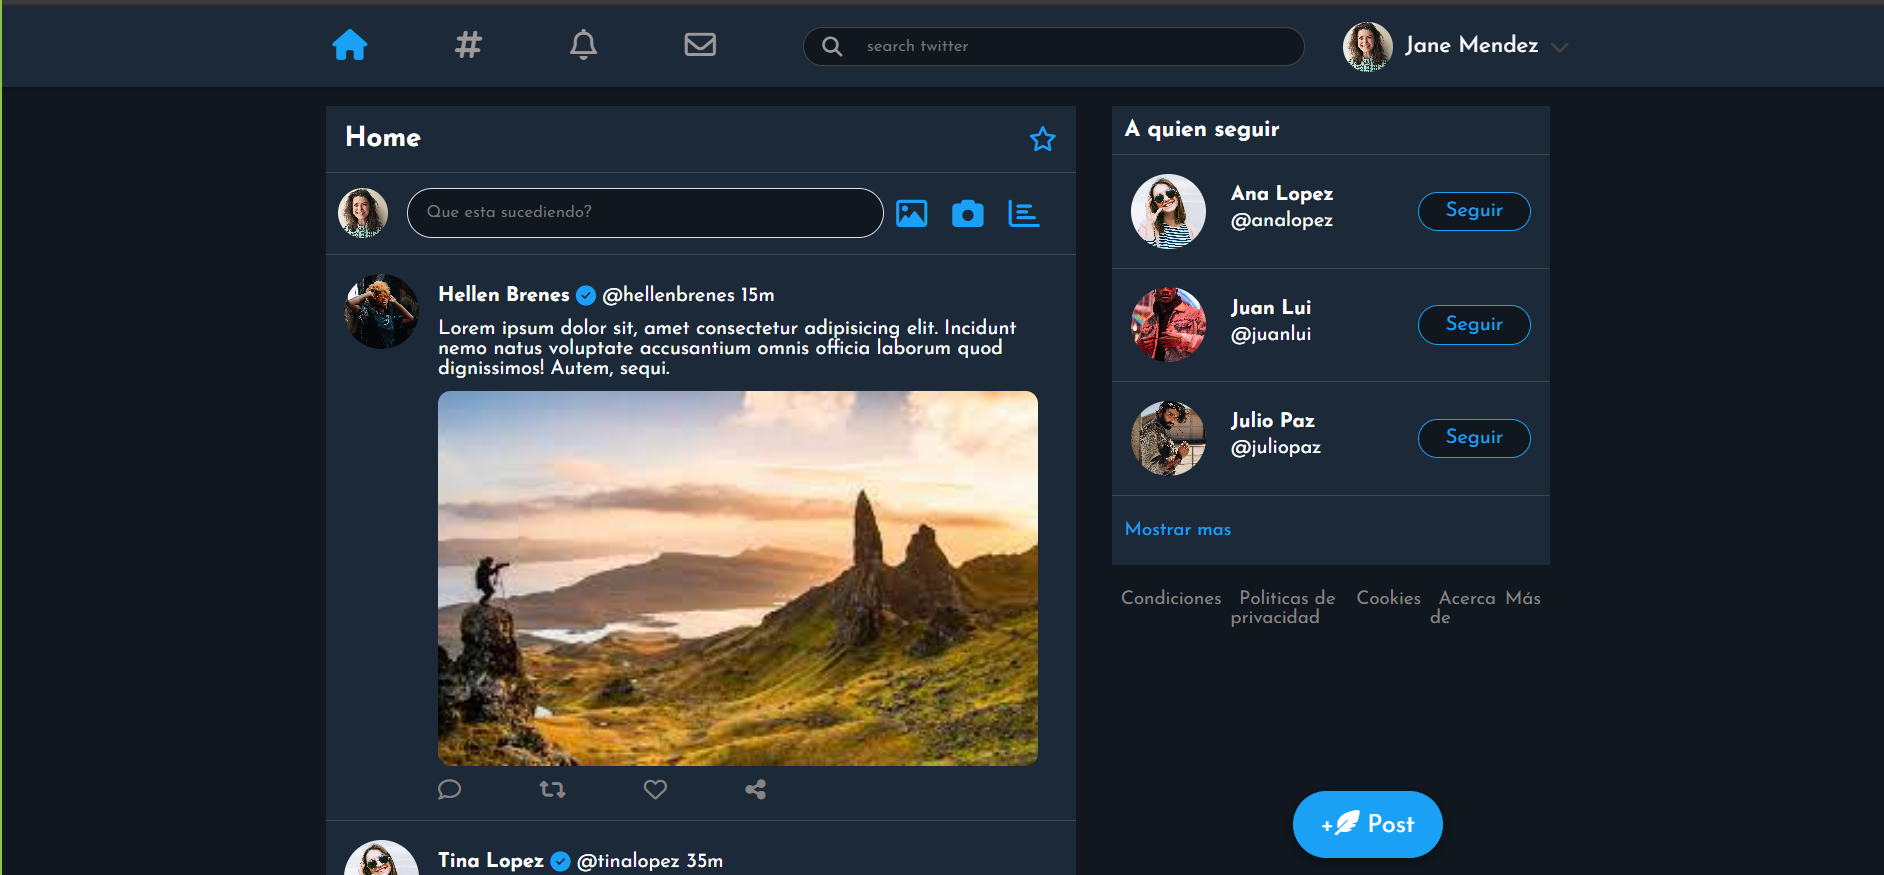 search twitter
Jane Mendez
Home
Que esta sucediendo?
Hellen Brenes @hellenbrenes 15m
Lorem ipsum dolor sit, amet consectetur adipisicing elit. Incidunt
nemo natus voluptate accusantium omnis officia laborum quod
dignissimos! Autem, sequi.
Tina Lopez @tinalopez 35m
A quien seguir
Ana Lopez
@analopez
Seguir
Juan Lui
@juanlui
Seguir
Julio Paz
@juliopaz
Seguir
Mostrar mas
Condiciones Politicas de Cookies Acerca Más
privacidad de
+ Post